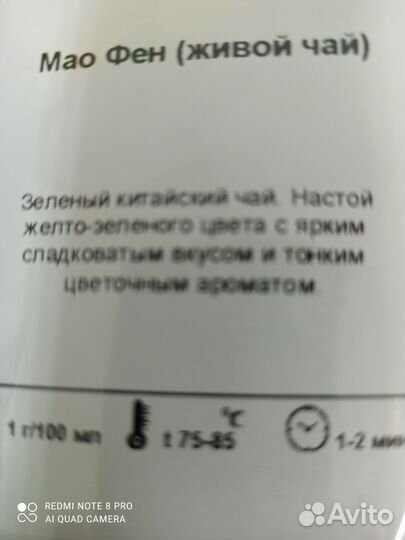 Мао Фен (живой чай)
Зеленый китайский чай. Настой
желто-зеленого цвета с ярким
сладковатым вкусом и тонким
цветочным ароматом.
1 г/100 мл t 75-85 °C 1-2 мин
REDMI NOTE 8 PRO
AI QUAD CAMERA
Avito